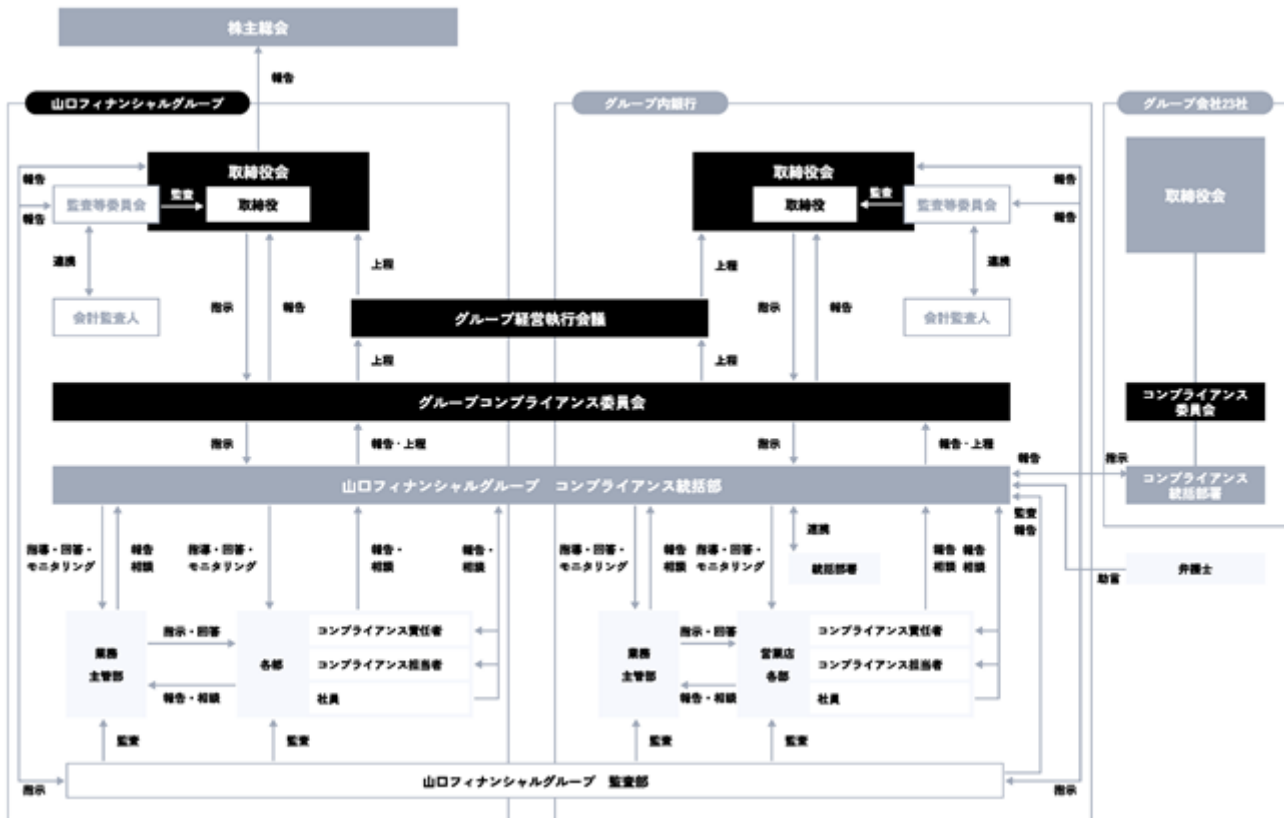 株主総会
報告
山口フィナンシャルグループ
グループ内銀行
グループ会社23社
取締役会
監査等委員会
監査
取締役
報告
報告
連携
会計監査人
指示
報告
上程
取締役会
取締役
監査
監査等委員会
報告
報告
連携
会計監査人
上程
指示
報告
取締役会
グループ経営執行会議
上程
上程
グループコンプライアンス委員会
コンプライアンス
委員会
指示
報告・上程
指示
報告・上程
報告
指示
山口フィナンシャルグループ　コンプライアンス統括部
コンプライアンス
統括部署
指導・回答・
モニタリング
報告
相談
指導・回答・
モニタリング
報告・
相談
報告・
相談
指導・回答・
モニタリング
報告
相談
指導・回答・
モニタリング
連携
統括部署
報告
相談
報告
相談
監査
報告
助言
弁護士
業務
主管部
指示・回答
報告・相談
各部
コンプライアンス責任者
コンプライアンス担当者
社員
業務
主管部
指示・回答
報告・相談
営業店
各部
コンプライアンス責任者
コンプライアンス担当者
社員
監査
監査
監査
監査
山口フィナンシャルグループ　監査部
指示
指示